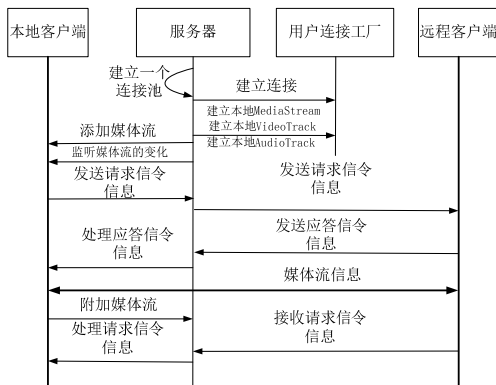 本地客户端
服务器
用户连接工厂
远程客户端
建立一个
连接池
建立连接
建立本地MediaStream
建立本地VideoTrack
建立本地AudioTrack
添加媒体流
监听媒体流的变化
发送请求信令
信息
发送请求信令
信息
发送应答信令
信息
处理应答信令
信息
媒体流信息
附加媒体流
接收请求信令
信息
处理请求信令
信息